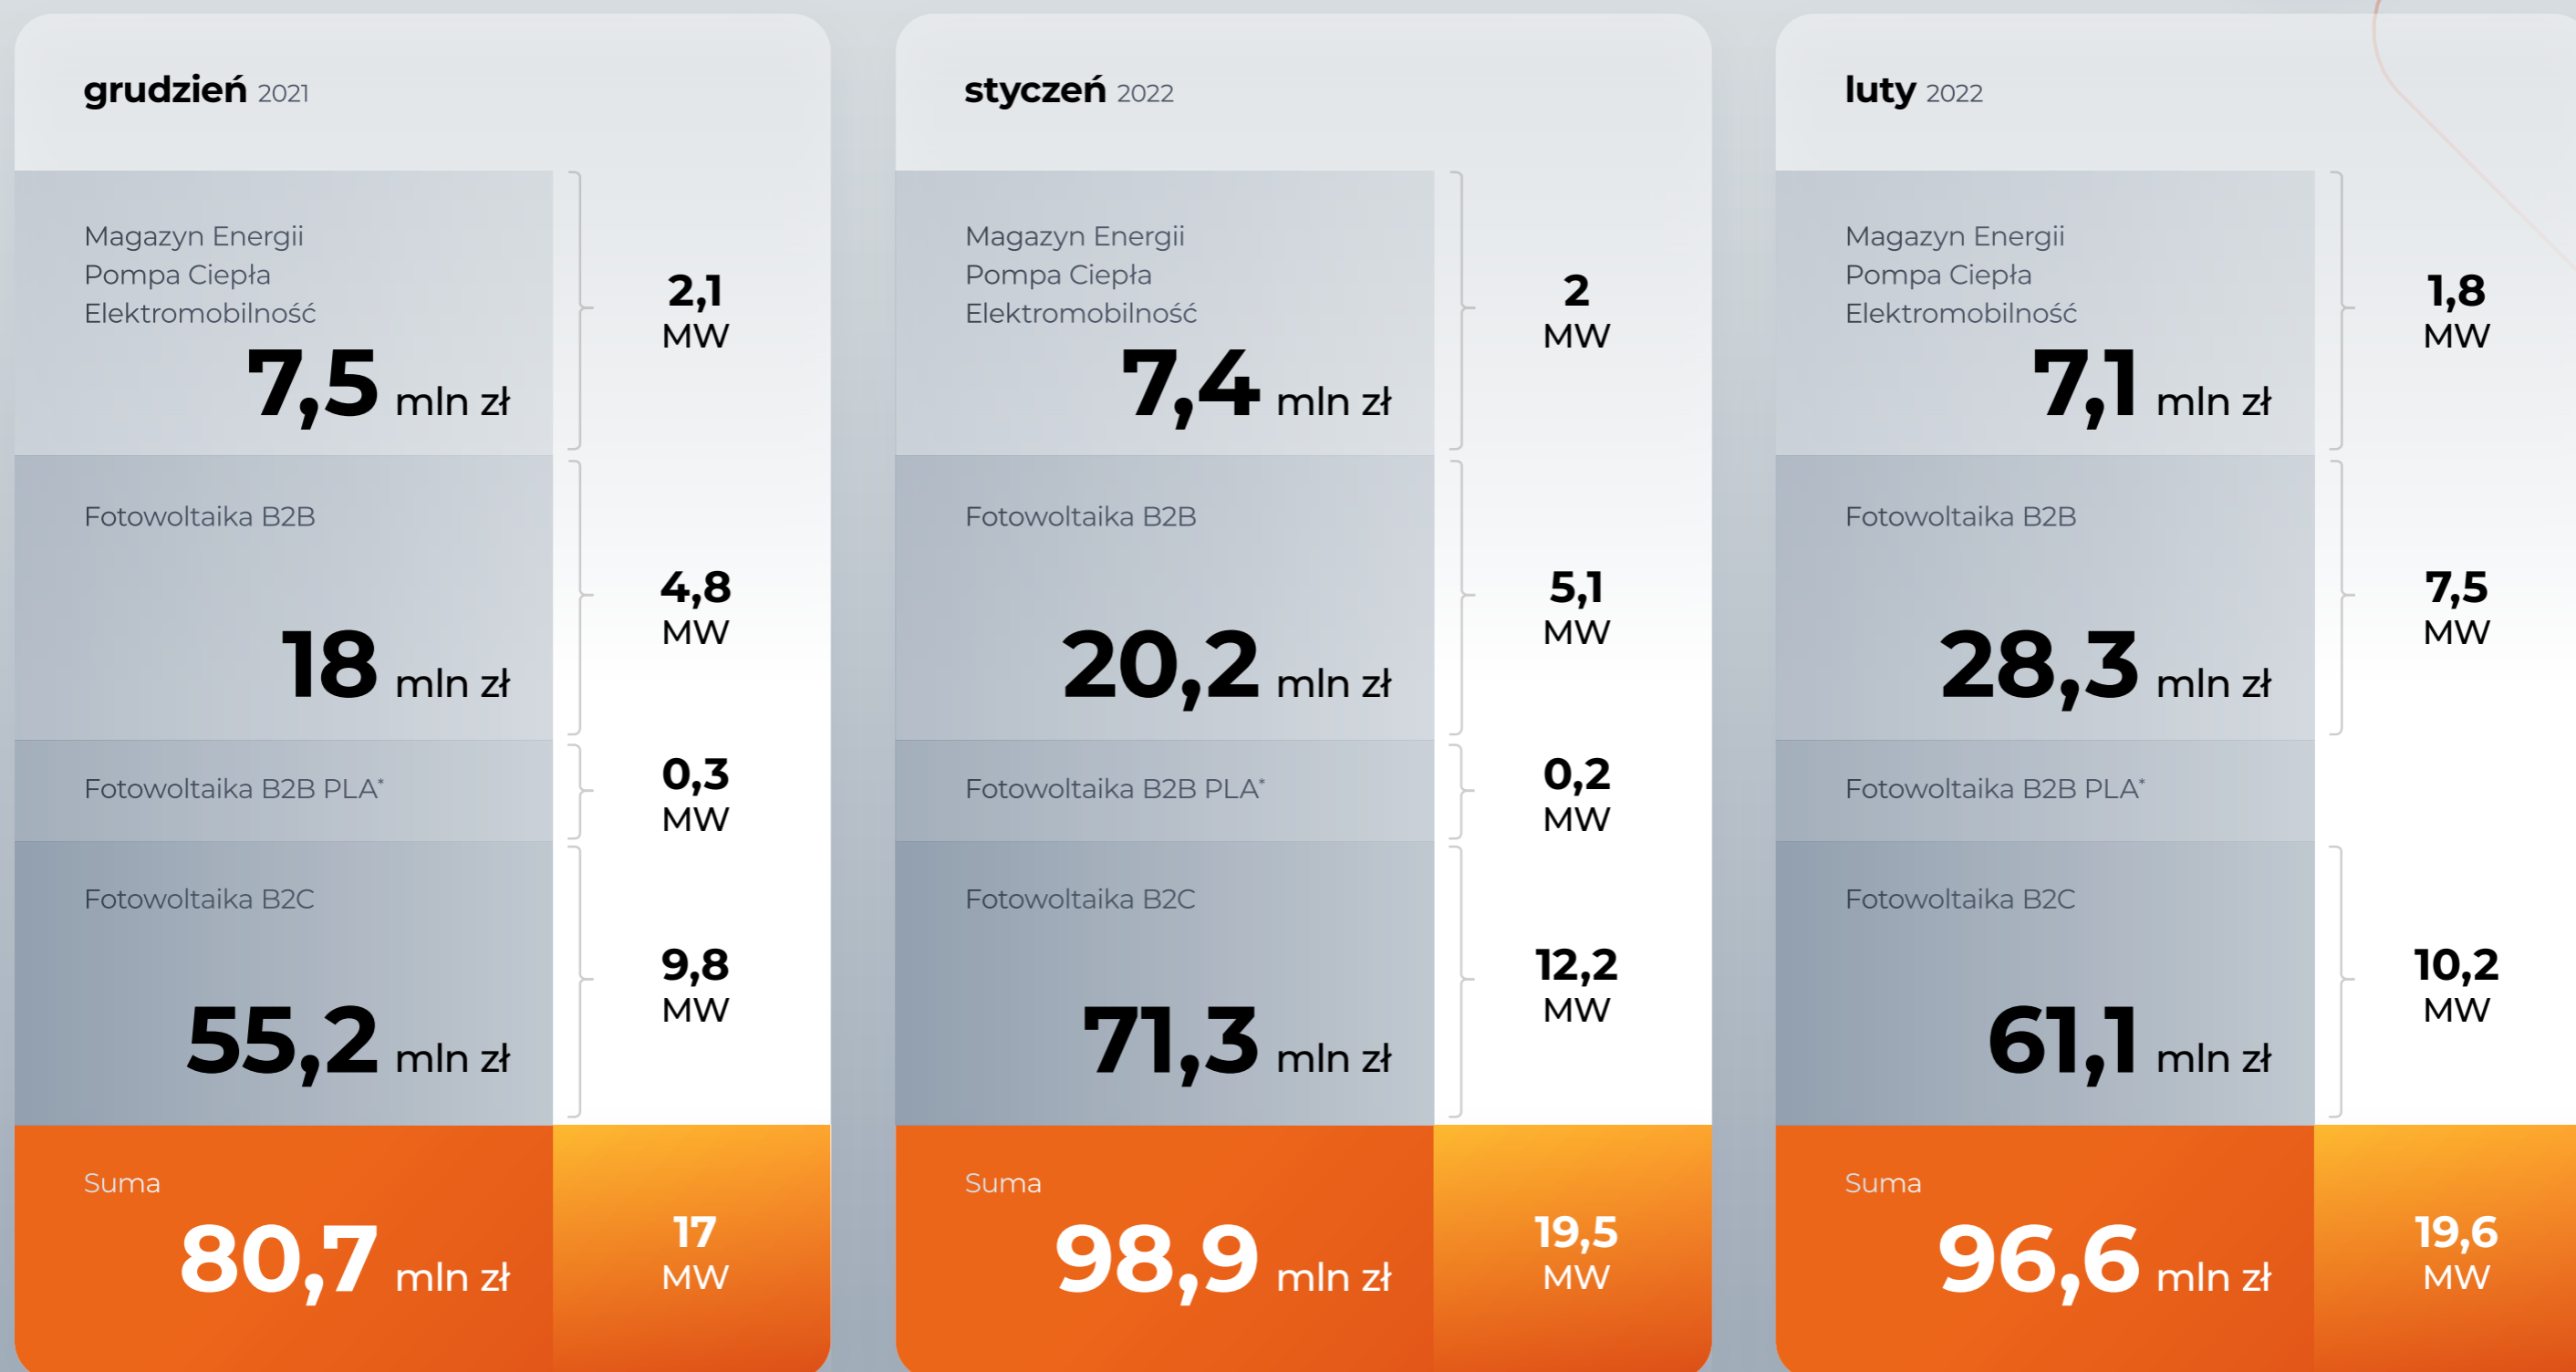 grudzień 2021
Magazyn Energii
Pompa Ciepła
Elektromobilność
7,5 mln zł
2,1
MW
Fotowoltaika B2B
18 mln zł
4,8
MW
Fotowoltaika B2B PLA*
0,3
MW
Fotowoltaika B2C
55,2 mln zł
9,8
MW
Suma
80,7 mln zł
17
MW
styczeń 2022
Magazyn Energii
Pompa Ciepła
Elektromobilność
7,4 mln zł
2
MW
Fotowoltaika B2B
20,2 mln zł
5,1
MW
Fotowoltaika B2B PLA*
0,2
MW
Fotowoltaika B2C
71,3 mln zł
12,2
MW
Suma
98,9 mln zł
19,5
MW
luty 2022
Magazyn Energii
Pompa Ciepła
Elektromobilność
7,1 mln zł
1,8
MW
Fotowoltaika B2B
28,3 mln zł
7,5
MW
Fotowoltaika B2B PLA*
Fotowoltaika B2C
61,1 mln zł
10,2
MW
Suma
96,6 mln zł
19,6
MW